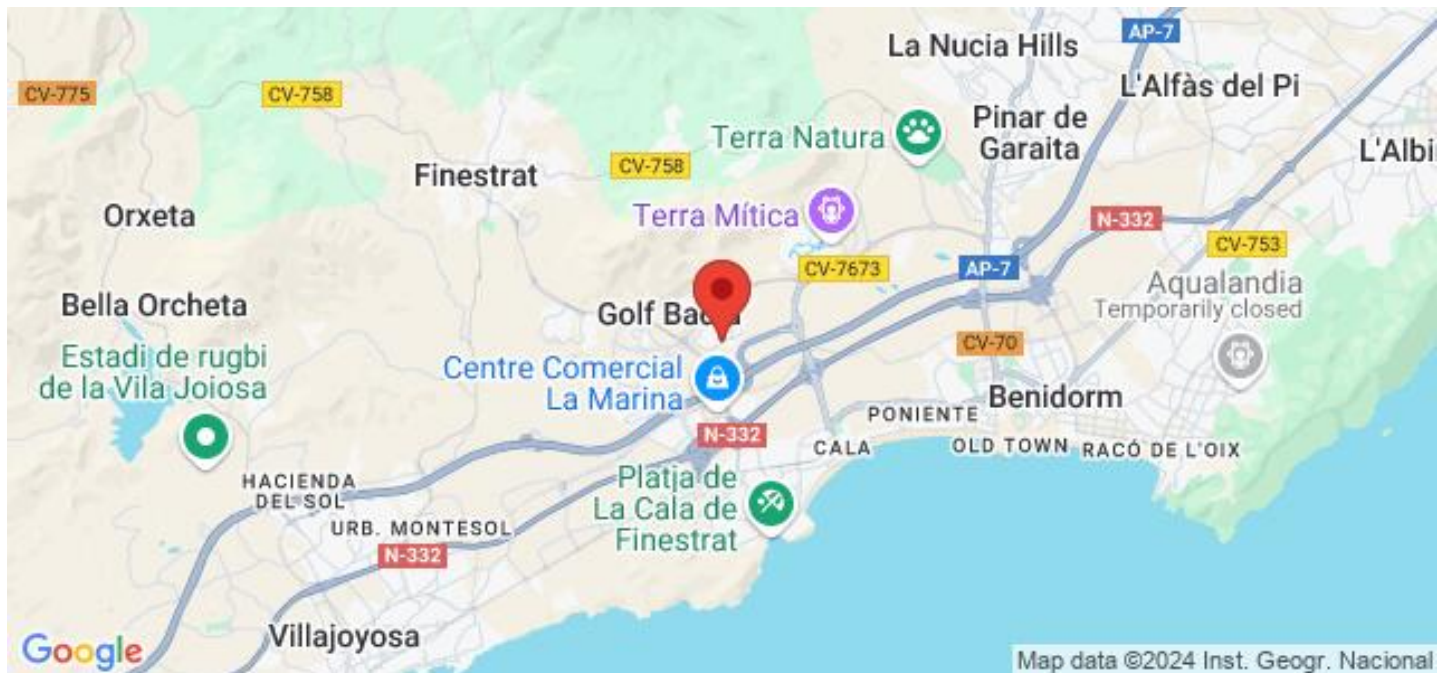 La Nucia Hills
AP-7
CV-775
CV-758
L'Alfàs del Pi
Terra Natura
Pinar de
Garaita
L'Albi
Finestrat
CV-758
Orxeta
Terra Mítica
N-332
CV-753
CV-7673
AP-7
Aqualandia
Temporarily closed
Bella Orcheta
Golf Ba
Estadi de rugbi
de la Vila Joiosa
Centre Comercial
La Marina
CV-70
Benidorm
PONIENTE
N-332
CALA
OLD TOWN
RACÓ DE L'OIX
HACIENDA
DEL SOL
Platja de
La Cala de
Finestrat
URB. MONTESOL
N-332
Villajoyosa
Google
Map data ©2024 Inst. Geogr. Nacional